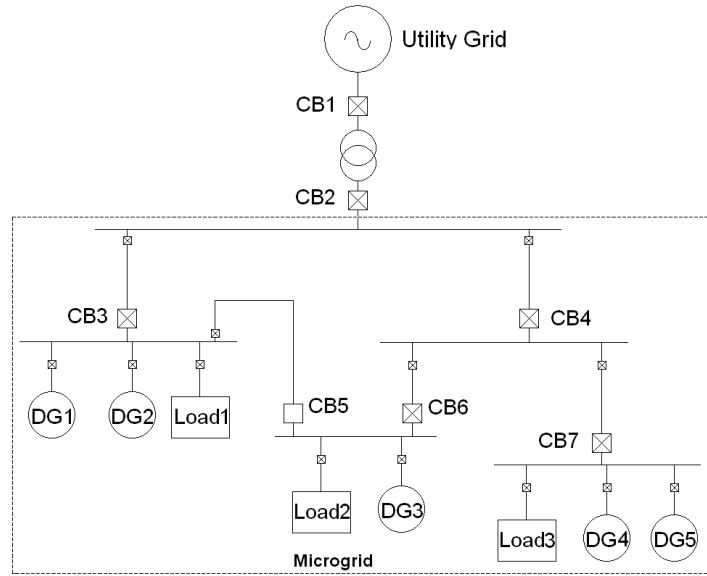 Utility Grid
CB1
CB2
CB3
CB4
DG1
DG2
Load1
CB5
CB6
CB7
Load2
DG3
Load3
DG4
DG5
Microgrid